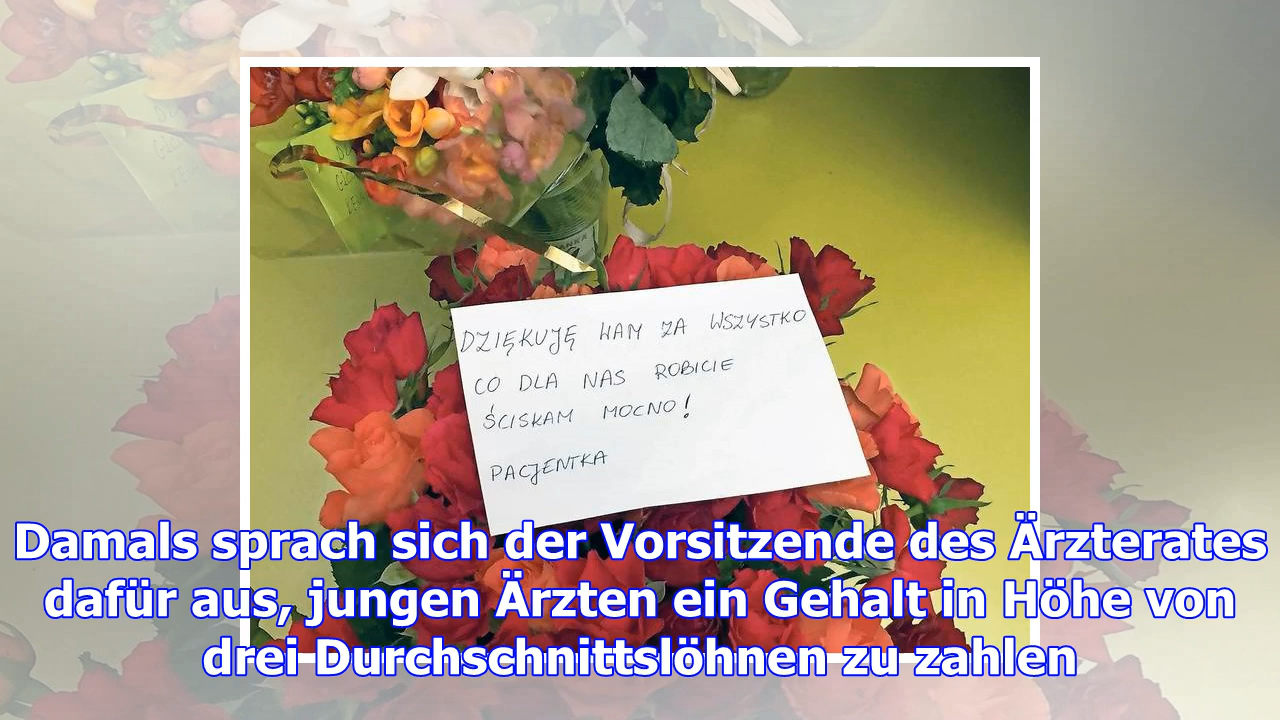 DZIĘKUJĘ WAM ZA WSZYSTKO
CO DLA NAS ROBICIE
ŚCISKAM MOCNO!
PACJENTKA
Damals sprach sich der Vorsitzende des Ärzterates
dafür aus, jungen Ärzten ein Gehalt in Höhe von
drei Durchschnittslöhnen zu zahlen